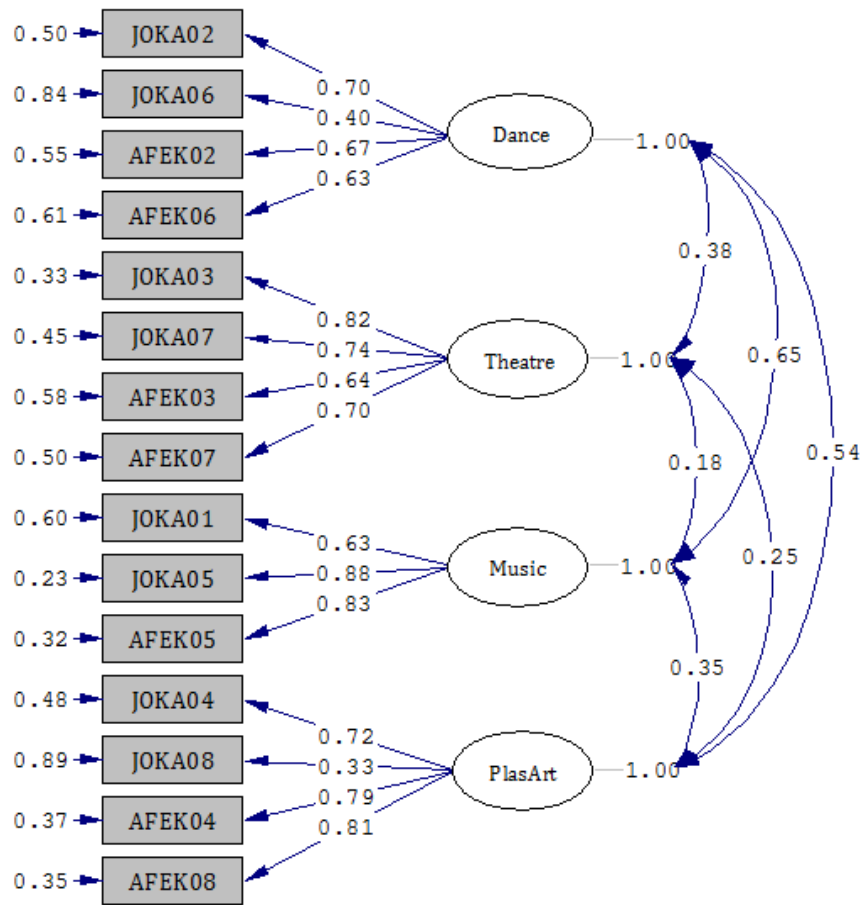 0.50 JOKA02
0.70
0.84 JOKA06
0.40
Dance 1.00
0.55 AFEK02
0.67
0.63
0.61 AFEK06
0.38
0.33 JOKA03
0.82
0.45 JOKA07
0.74
Theatre 1.00 0.65
0.58 AFEK03
0.64
0.70
0.50 AFEK07
0.18 0.54
0.60 JOKA01
0.63
0.23 JOKA05
0.88
Music 1.00 0.25
0.83
0.32 AFEK05
0.35
0.48 JOKA04
0.72
0.89 JOKA08
0.33
PlasArt 1.00
0.79
0.37 AFEK04
0.81
0.35 AFEK08